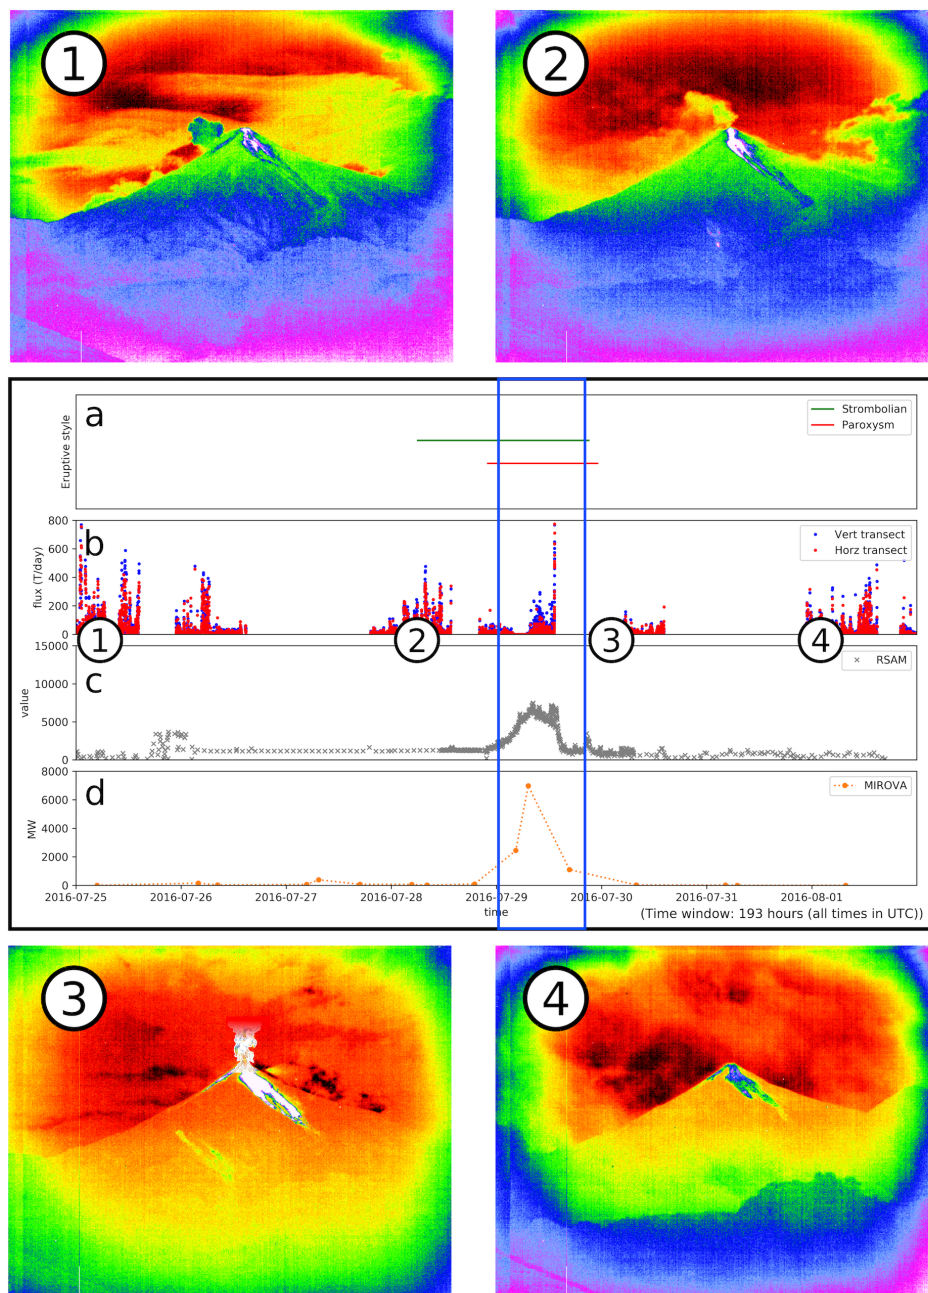 1
2
a
Eruptive style
Strombolian
Paroxysm
b
flux (T/day)
800
600
400
200
0
Vert transect
Horz transect
1
2
3
4
c
value
15000
10000
5000
0
RSAM
d
MW
8000
6000
4000
2000
0
MIROVA
2016-07-25 2016-07-26 2016-07-27 2016-07-28 2016-07-29 2016-07-30 2016-07-31 2016-08-01
time
(Time window: 193 hours (all times in UTC))
3
4